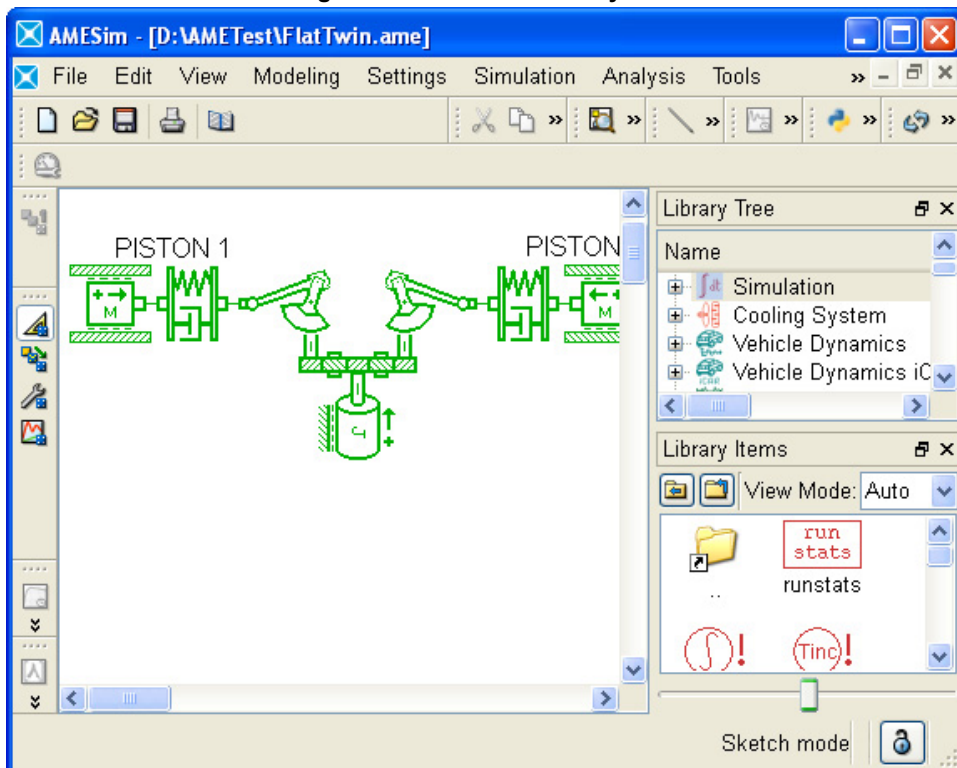 AMESim - [D:\AMETest\FlatTwin.ame]
File Edit View Modeling Settings Simulation Analysis Tools »
Library Tree
Name
Simulation
Cooling System
Vehicle Dynamics
Vehicle Dynamics iC
PISTON 1 PISTON
M M
Library Items
View Mode: Auto
run
stats
..
runstats
Tinc !
Sketch mode